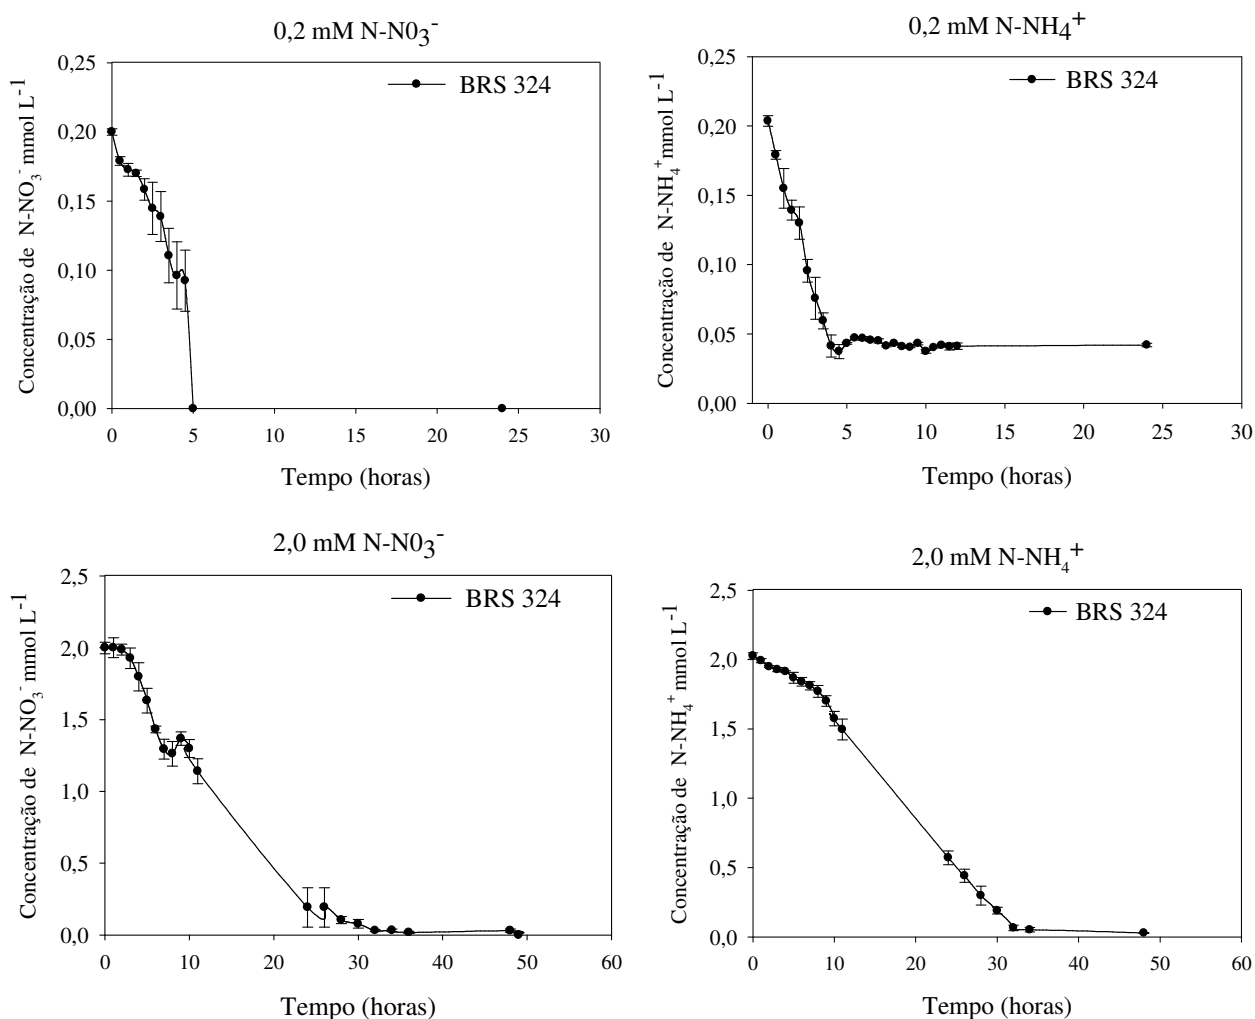 0,2 mM N-N0₃⁻
BRS 324
Concentração de N-NO₃⁻ mmol L⁻¹
0,25
0,20
0,15
0,10
0,05
0,00
0 5 10 15 20 25 30
Tempo (horas)
0,2 mM N-NH₄⁺
BRS 324
Concentração de N-NH₄⁺ mmol L⁻¹
0,25
0,20
0,15
0,10
0,05
0,00
0 5 10 15 20 25 30
Tempo (horas)
2,0 mM N-N0₃⁻
BRS 324
Concentração de N-NO₃⁻ mmol L⁻¹
2,5
2,0
1,5
1,0
0,5
0,0
0 10 20 30 40 50 60
Tempo (horas)
2,0 mM N-NH₄⁺
BRS 324
Concentração de N-NH₄⁺ mmol L⁻¹
2,5
2,0
1,5
1,0
0,5
0,0
0 10 20 30 40 50 60
Tempo (horas)